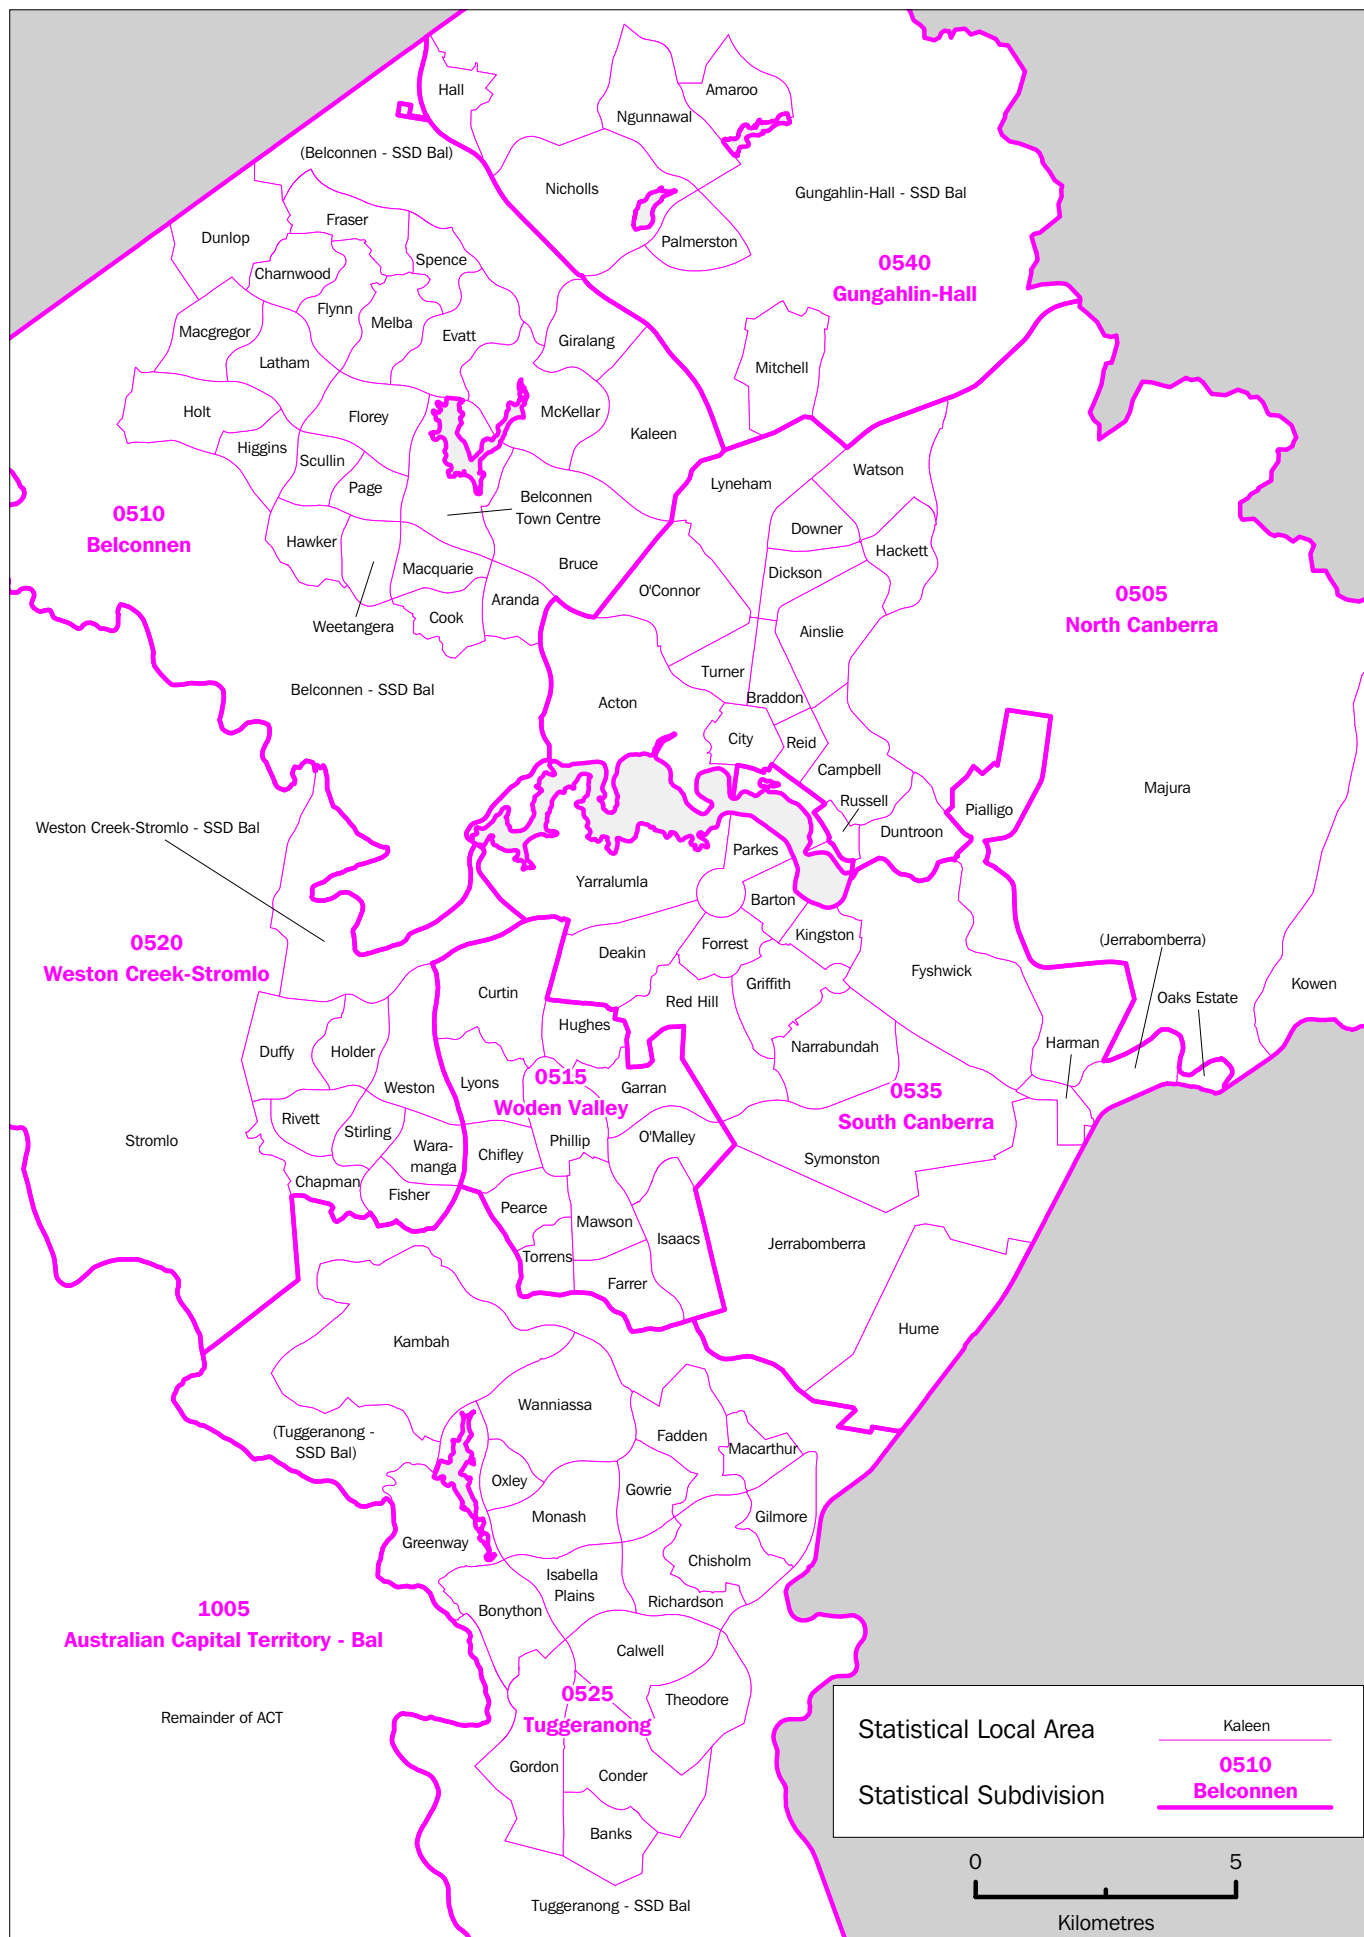 Hall
Amaroo
Ngunnawal
(Belconnen - SSD Bal)
Nicholls
Gungahlin-Hall - SSD Bal
Fraser
Dunlop
Palmerston
Spence
0540
Gungahlin-Hall
Charnwood
Flynn
Melba
Macgregor
Evatt
Giralang
Latham
Mitchell
Holt
Florey
McKellar
Kaleen
Higgins
Scullin
Watson
Page
Lyneham
Belconnen
Town Centre
0510
Belconnen
Downer
Hawker
Hackett
Macquarie
Bruce
Dickson
O'Connor
0505
North Canberra
Aranda
Cook
Weetangera
Ainslie
Turner
Belconnen - SSD Bal
Braddon
Acton
City
Reid
Campbell
Majura
Russell
Pialligo
Weston Creek-Stromlo - SSD Bal
Duntroon
Parkes
Yarralumla
Barton
Kingston
0520
Weston Creek-Stromlo
Forrest
(Jerrabomberra)
Deakin
Fyshwick
Griffith
Kowen
Curtin
Red Hill
Oaks Estate
Hughes
Harman
Duffy
Holder
Narrabundah
0515
Woden Valley
Lyons
Weston
Garran
0535
South Canberra
Rivett
Stirling
Stromlo
Phillip
O'Malley
Wara-
manga
Chifley
Symonston
Chapman
Fisher
Pearce
Mawson
Isaacs
Jerrabomberra
Torrens
Farrer
Hume
Kambah
Wanniassa
(Tuggeranong -
SSD Bal)
Fadden
Macarthur
Oxley
Gowrie
Monash
Gilmore
Greenway
Chisholm
Isabella
Plains
Richardson
Bonython
1005
Australian Capital Territory - Bal
Calwell
0525
Tuggeranong
Theodore
Remainder of ACT
Gordon
Conder
Banks
Tuggeranong - SSD Bal
Statistical Local Area
Kaleen
Statistical Subdivision
0510
Belconnen
0
5
Kilometres